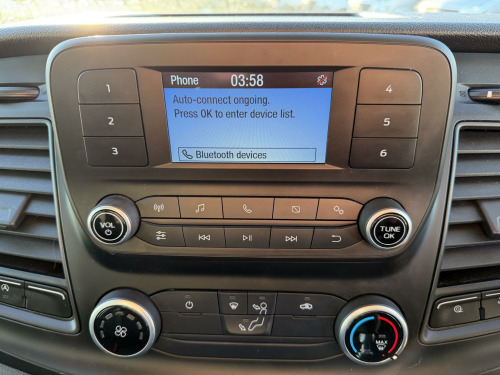 Phone 03:58
1
Auto-connect ongoing.
4
Press OK to enter device list.
2
5
3
Bluetooth devices
6
VOL
TUNE
OK
A
MAX